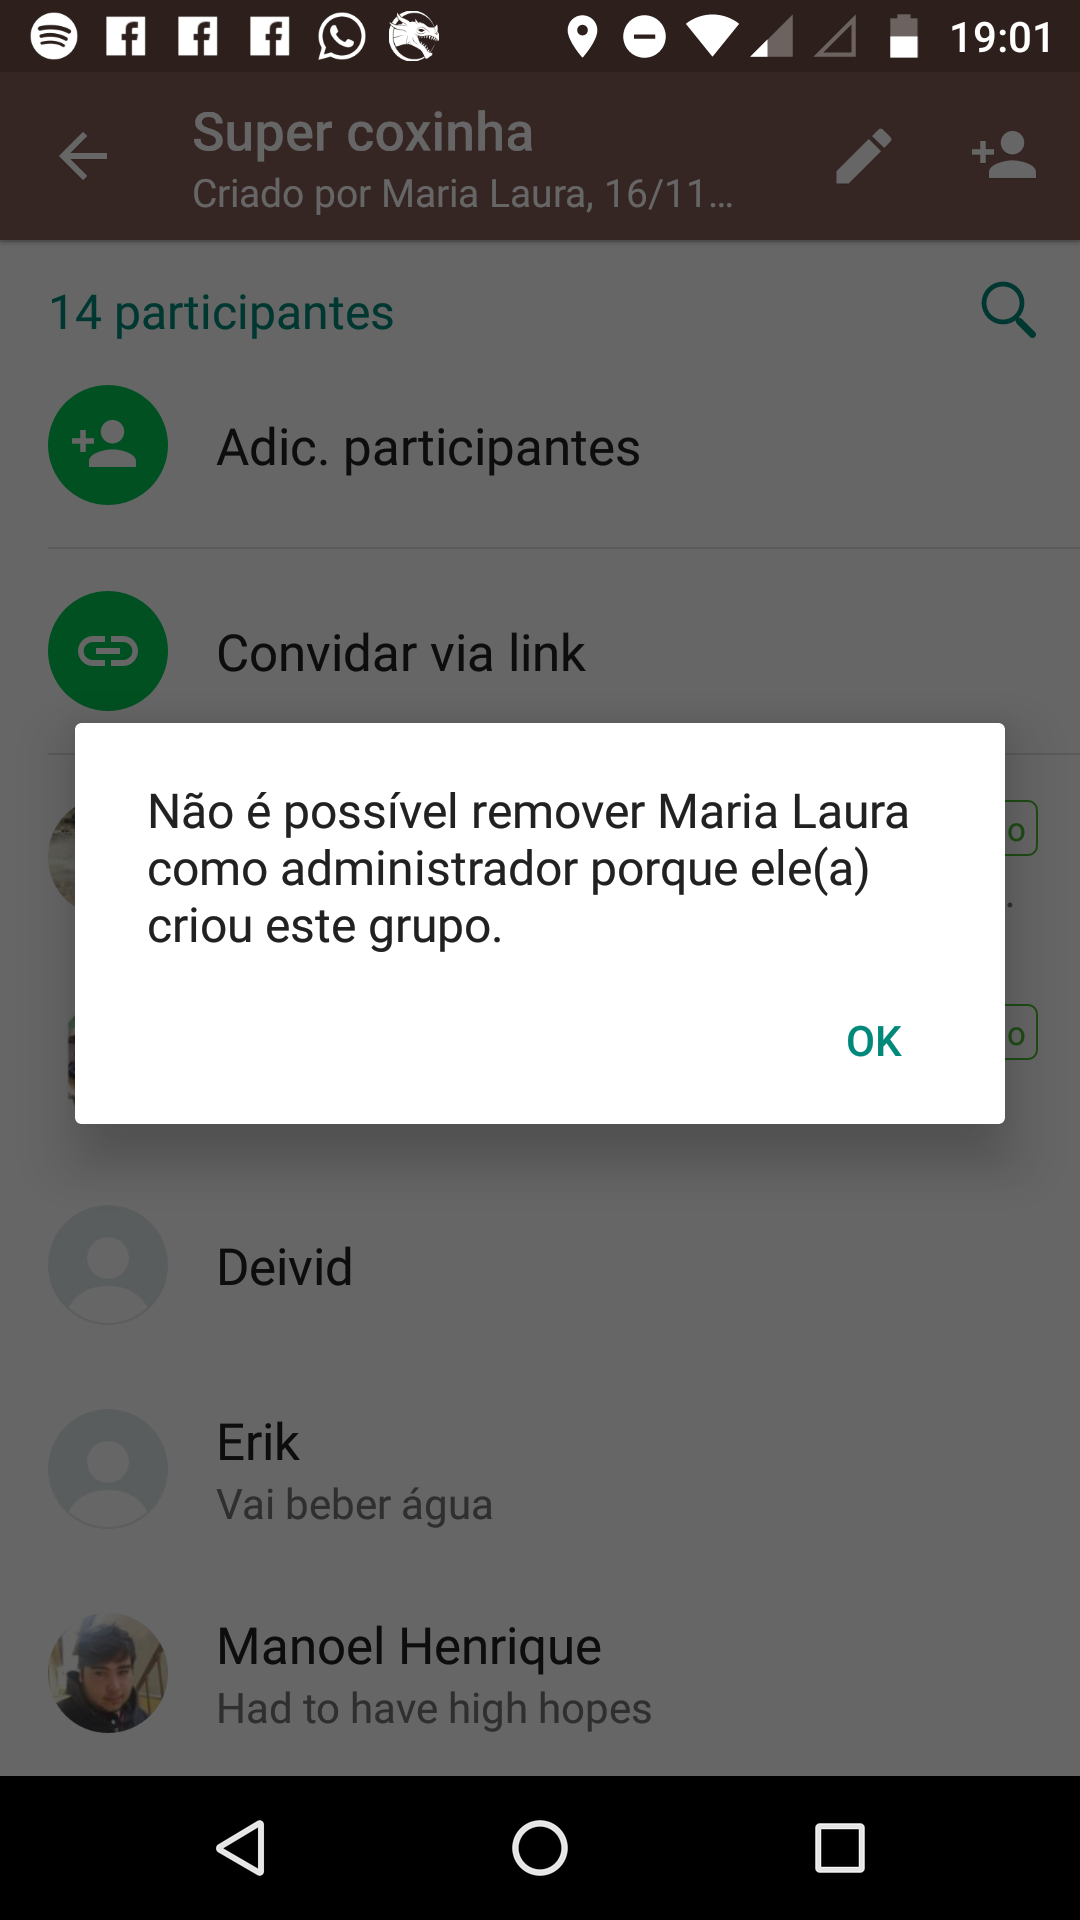 19:01
Super coxinha
Criado por Maria Laura, 16/11...
14 participantes
Adic. participantes
Convidar via link
Não é possível remover Maria Laura
como administrador porque ele(a)
criou este grupo.
OK
Deivid
Erik
Vai beber água
Manoel Henrique
Had to have high hopes